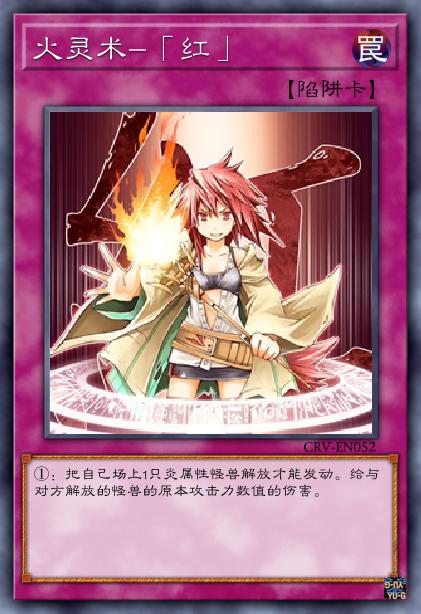 火灵术-「红」
罠
【陷阱卡】
CRV-EN052
①：把自己场上1只炎属性怪兽解放才能发动。给与
对方解放的怪兽的原本攻击力数值的伤害。